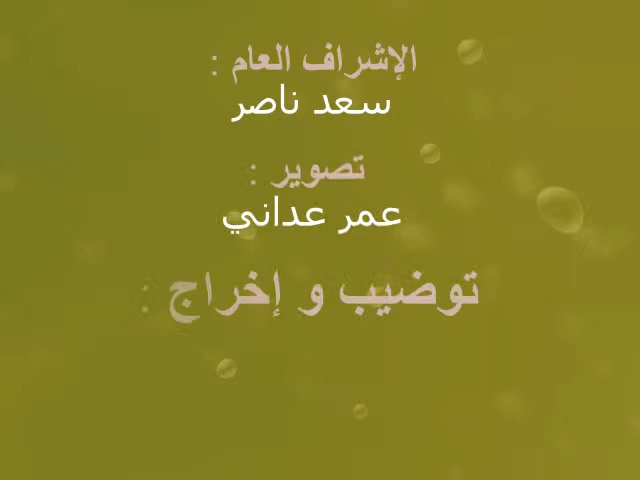 الإشراف العام :
سعد ناصر
تصوير :
عمر عداني
توضيب و إخراج :